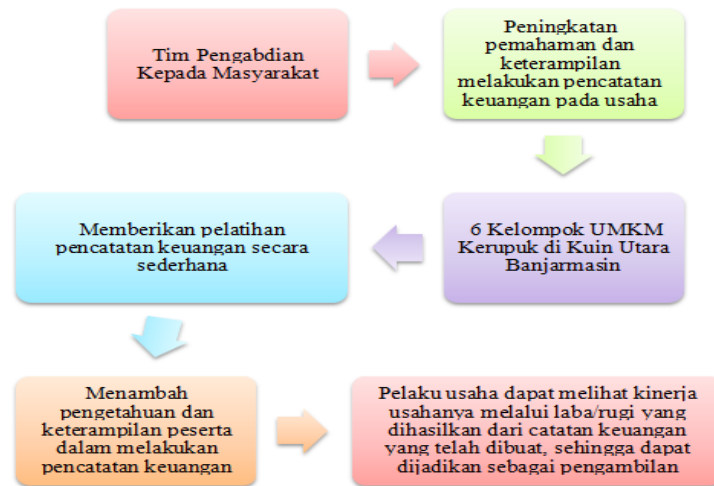 Tim Pengabdian
Kepada Masyarakat
Peningkatan
pemahaman dan
keterampilan
melakukan pencatatan
keuangan pada usaha
6 Kelompok UMKM
Kerupuk di Kuin Utara
Banjarmasin
Memberikan pelatihan
pencatatan keuangan secara
sederhana
Menambah
pengetahuan dan
keterampilan peserta
dalam melakukan
pencatatan keuangan
Pelaku usaha dapat melihat kinerja
usahanya melalui laba/rugi yang
dihasilkan dari catatan keuangan
yang telah dibuat, sehingga dapat
dijadikan sebagai pengambilan